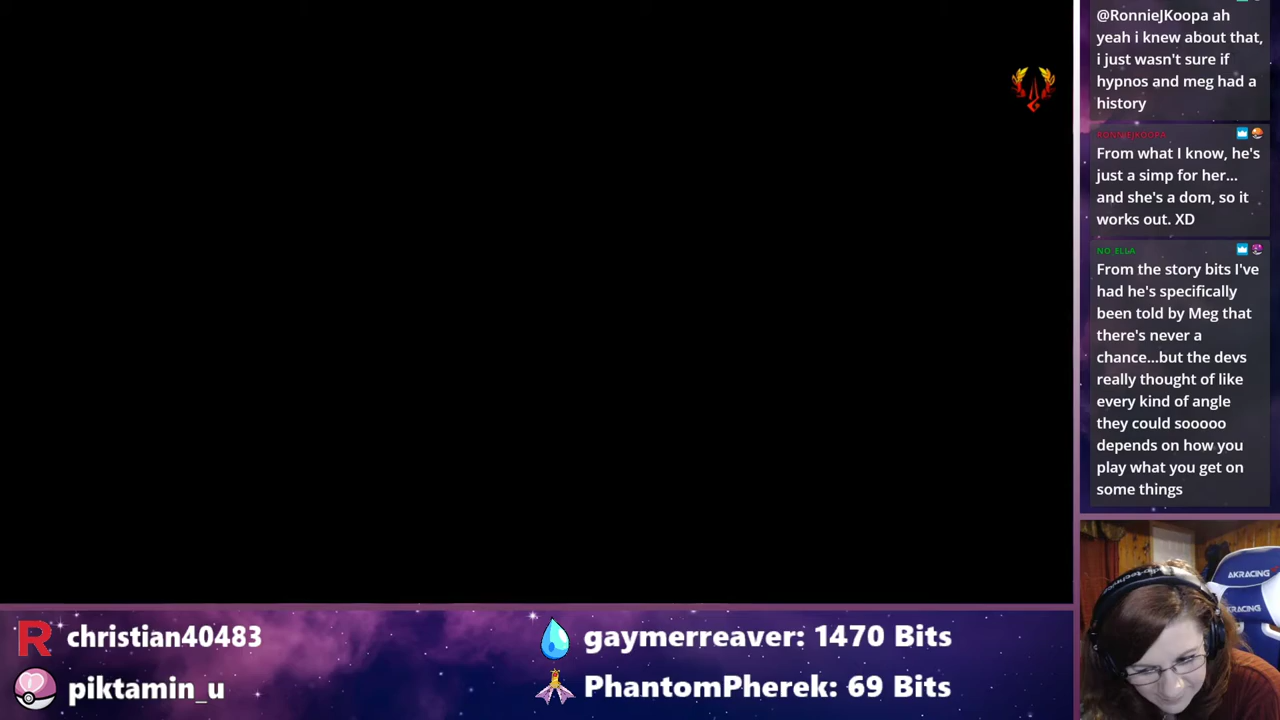 @RonnieJKoopa ah
yeah i knew about that,
i just wasn't sure if
hypnos and meg had a
history
RONNIEJKOOPA
From what I know, he's
just a simp for her...
and she's a dom, so it
works out. XD
NO_ELLA
From the story bits I've
had he's specifically
been told by Meg that
there's never a
chance...but the devs
really thought of like
every kind of angle
they could sooooo
depends on how you
play what you get on
some things
AKRACING
R christian40483
gaymerreaver: 1470 Bits
piktamin_u
PhantomPherek: 69 Bits